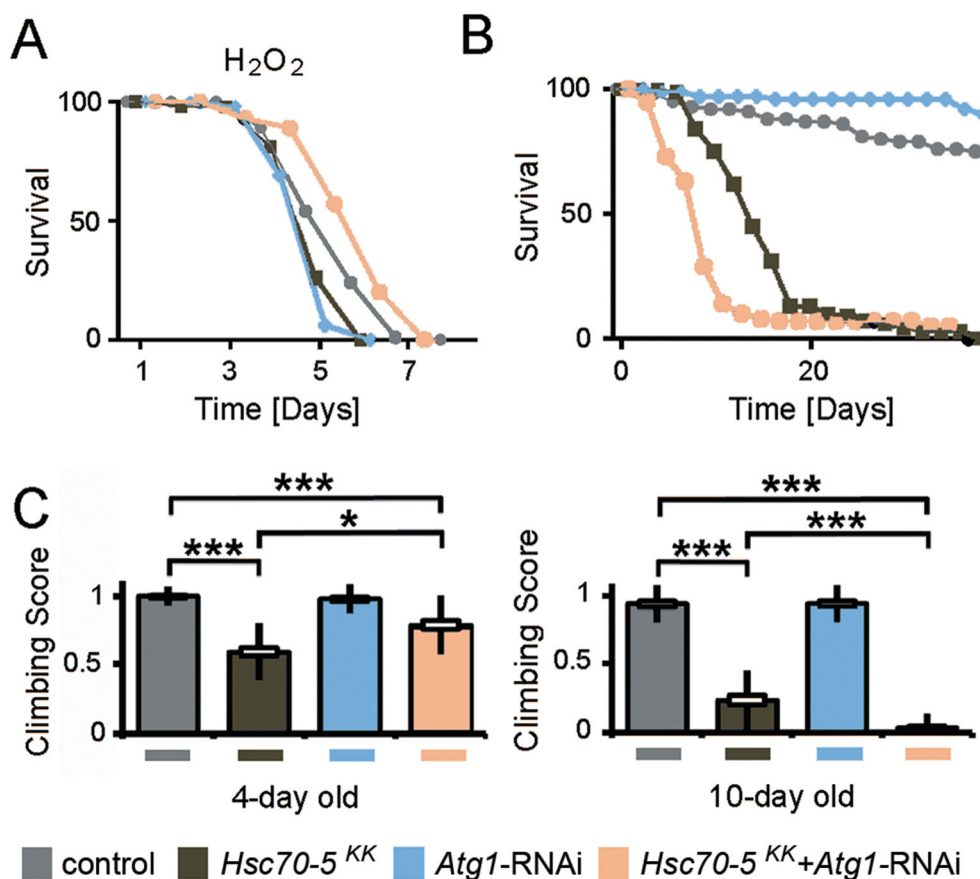 A
H₂O₂
100
50
0
Survival
1 3 5 7
Time [Days]
B
100
50
0
Survival
0 20
Time [Days]
C
***
*
***
1
0.5
0
Climbing Score
4-day old
***
***
***
1
0.5
0
Climbing Score
10-day old
control Hsc70-5 ᴷᴷ Atg1-RNAi Hsc70-5 ᴷᴷ+Atg1-RNAi